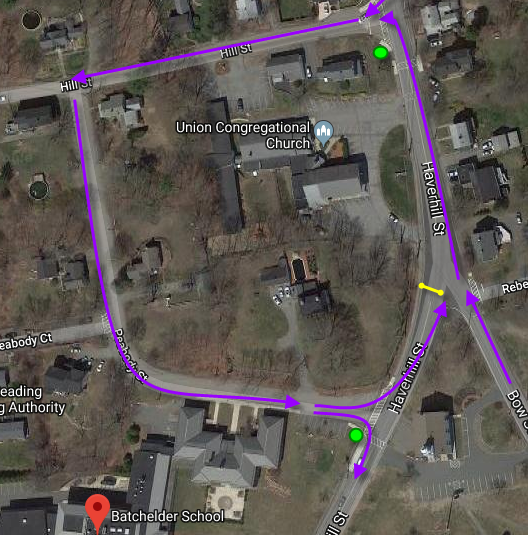 Hill St
Hill St
Union Congregational
Church
Haverhill St
Rebe
eabody Ct
Peabody St
Haverhill St
eading
g Authority
Bow S
Batchelder School
ill St